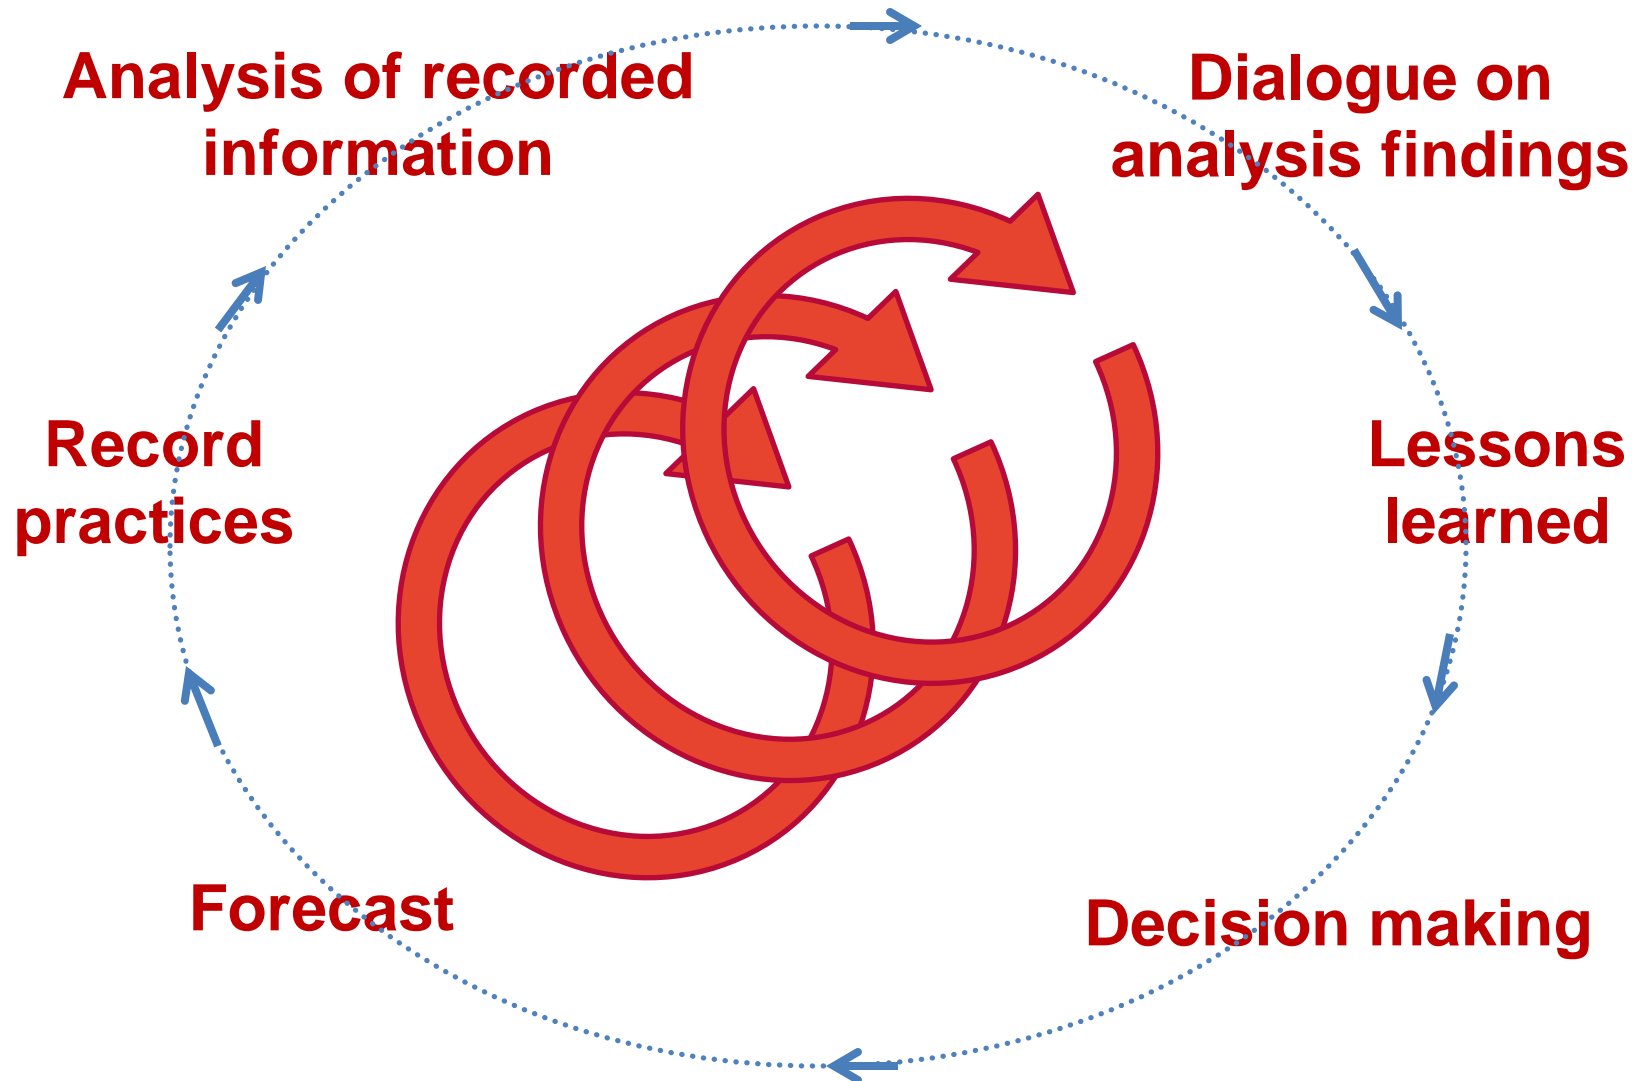 Analysis of recorded
information
Dialogue on
analysis findings
Record
practices
Lessons
learned
Forecast
Decision making